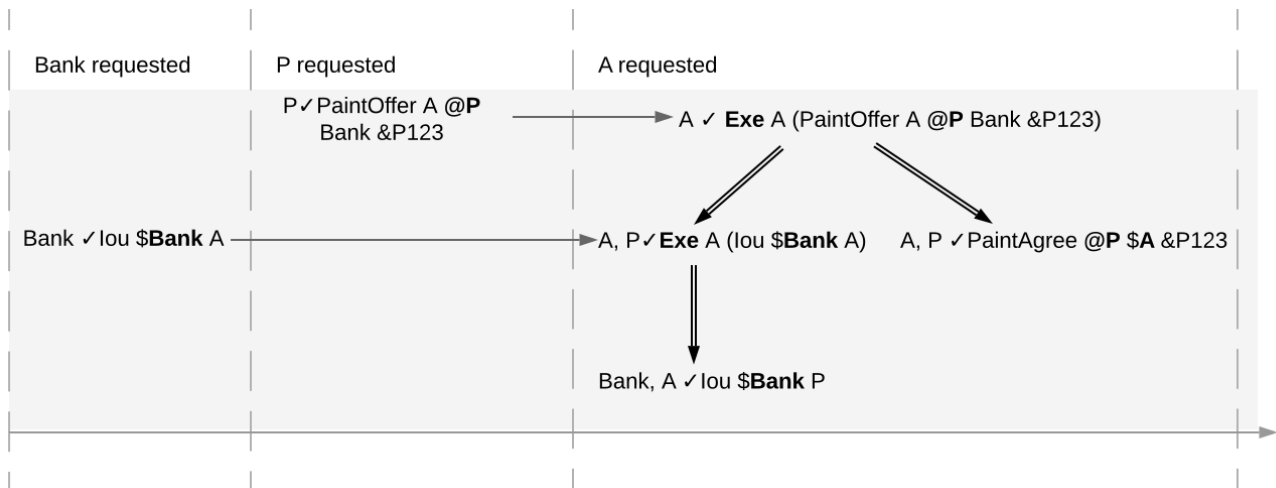 Bank requested
P requested
A requested
P✓PaintOffer A @P
Bank &P123
A ✓ Exe A (PaintOffer A @P Bank &P123)
Bank ✓Iou $Bank A
A, P✓Exe A (Iou $Bank A)
A, P ✓PaintAgree @P $A &P123
Bank, A ✓Iou $Bank P